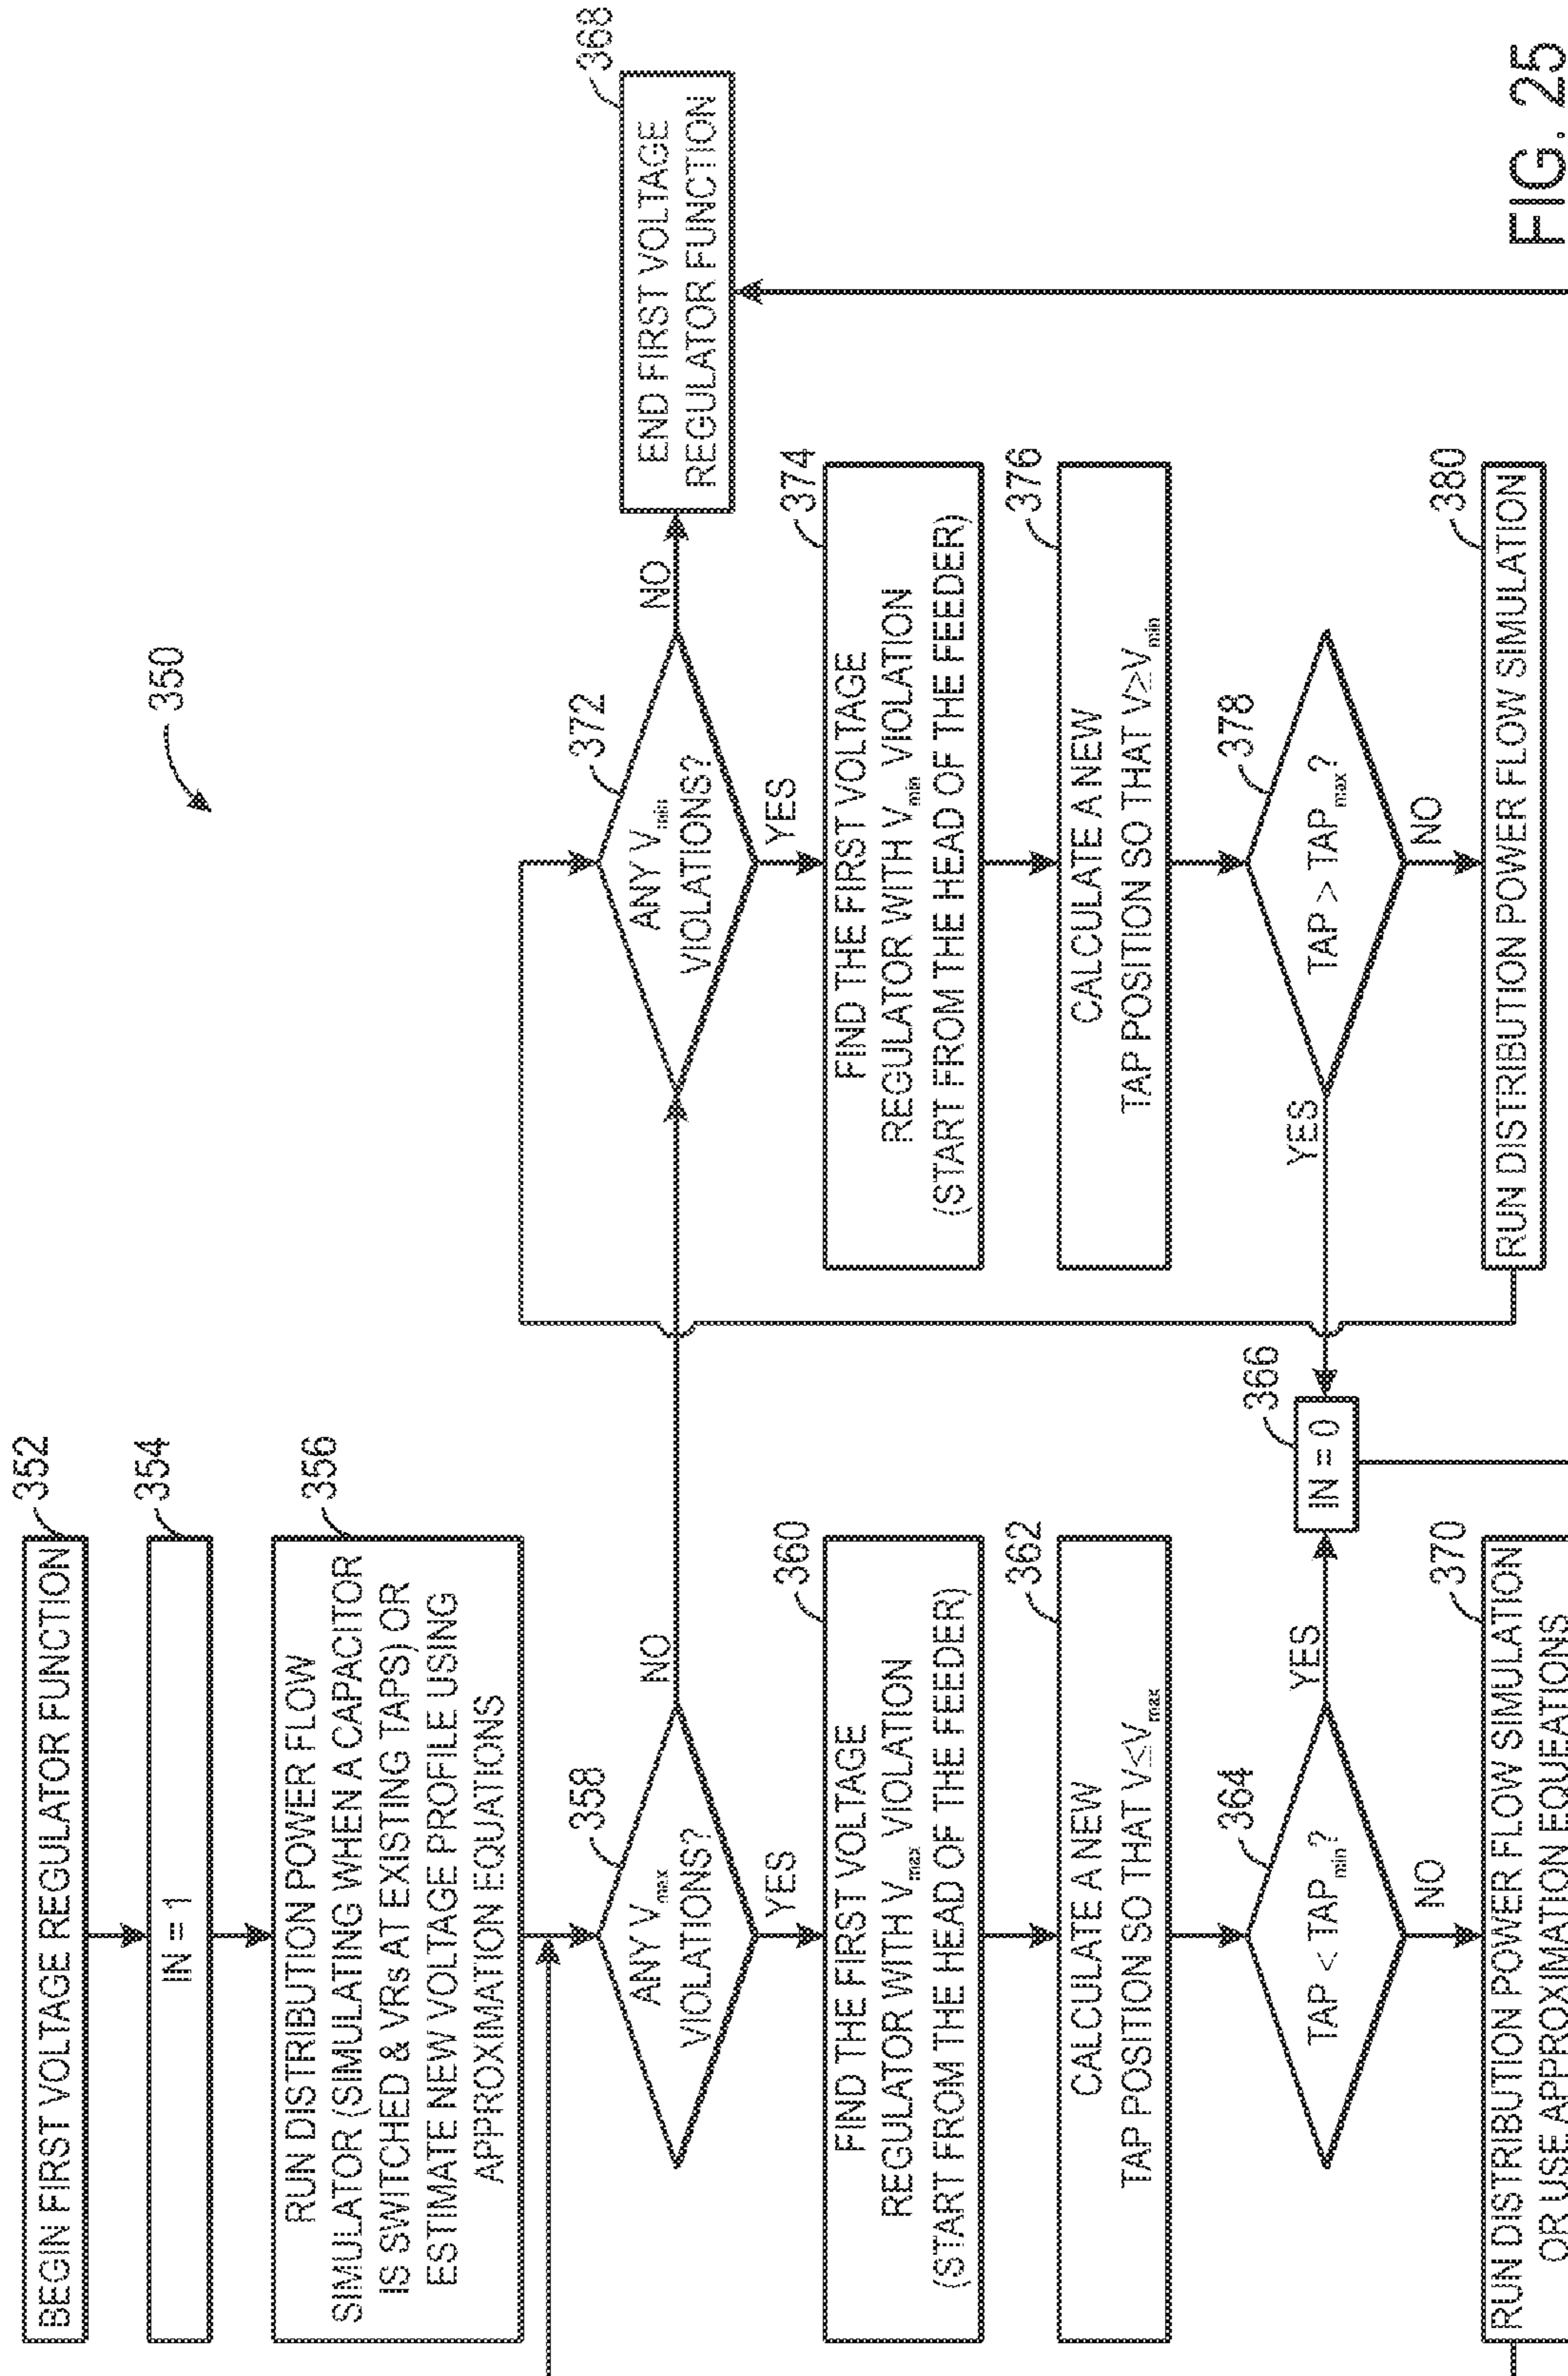 350
352
BEGIN FIRST VOLTAGE REGULATOR FUNCTION
354
IN = 1
356
RUN DISTRIBUTION POWER FLOW
SIMULATOR (SIMULATING WHEN A CAPACITOR
IS SWITCHED & VRs AT EXISTING TAPS) OR
ESTIMATE NEW VOLTAGE PROFILE USING
APPROXIMATION EQUATIONS
358
ANY Vmax
VIOLATIONS?
NO
YES
360
FIND THE FIRST VOLTAGE
REGULATOR WITH Vmax VIOLATION
(START FROM THE HEAD OF THE FEEDER)
362
CALCULATE A NEW
TAP POSITION SO THAT V≤Vmax
364
TAP < TAPmin?
YES
NO
366
IN = 0
370
RUN DISTRIBUTION POWER FLOW SIMULATION
OR USE APPROXIMATION EQUEATIONS
372
ANY Vmin
VIOLATIONS?
NO
YES
368
END FIRST VOLTAGE
REGULATOR FUNCTION
374
FIND THE FIRST VOLTAGE
REGULATOR WITH Vmin VIOLATION
(START FROM THE HEAD OF THE FEEDER)
376
CALCULATE A NEW
TAP POSITION SO THAT V≥Vmin
378
TAP > TAPmax?
YES
NO
380
RUN DISTRIBUTION POWER FLOW SIMULATION
FIG. 25